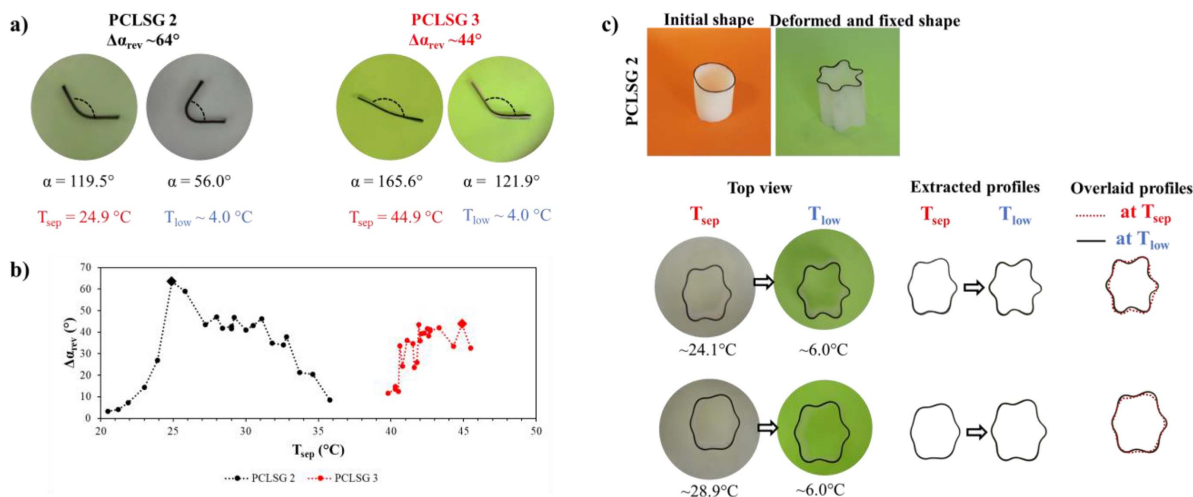 a)
PCLSG 2
Δα_rev ~64°
PCLSG 3
Δα_rev ~44°
α = 119.5°
α = 56.0°
α = 165.6°
α = 121.9°
T_sep = 24.9 °C
T_low ~ 4.0 °C
T_sep = 44.9 °C
T_low ~ 4.0 °C
b)
Δα_rev (°)
70
60
50
40
30
20
10
0
20
25
30
35
40
45
50
T_sep (°C)
PCLSG 2
PCLSG 3
c)
Initial shape
Deformed and fixed shape
PCLSG 2
Top view
Extracted profiles
Overlaid profiles
T_sep
T_low
T_sep
T_low
at T_sep
at T_low
~24.1°C
~6.0°C
~28.9°C
~6.0°C